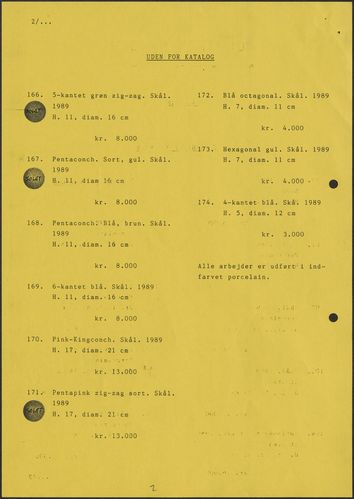 2/...
UDEN FOR KATALOG
166. 5-kantet grøn zig-zag. Skål.
1989
H. 11, diam. 16 cm
kr. 8.000
SOLGT
167. Pentaconch. Sort, gul. Skål.
1989
H. 11, diam 16 cm
kr. 8.000
SOLGT
168. Pentaconch. Blå, brun. Skål.
1989
H. 11, diam. 16 cm
kr. 8.000
169. 6-kantet blå. Skål. 1989
H. 11, diam. 16 cm
kr. 8.000
170. Pink-Kingconch. Skål. 1989
H. 17, diam. 21 cm
kr. 13.000
171. Pentapink zig-zag sort. Skål.
1989
H. 17, diam. 21 cm
kr. 13.000
SOLGT
172. Blå octagonal. Skål. 1989
H. 7, diam. 11 cm
kr. 4.000
173. Hexagonal gul. Skål. 1989
H. 7, diam. 11 cm
kr. 4.000
174. 4-kantet blå. Skål. 1989
H. 5, diam. 12 cm
kr. 3.000
Alle arbejder er udført i ind-
farvet porcelain.
2